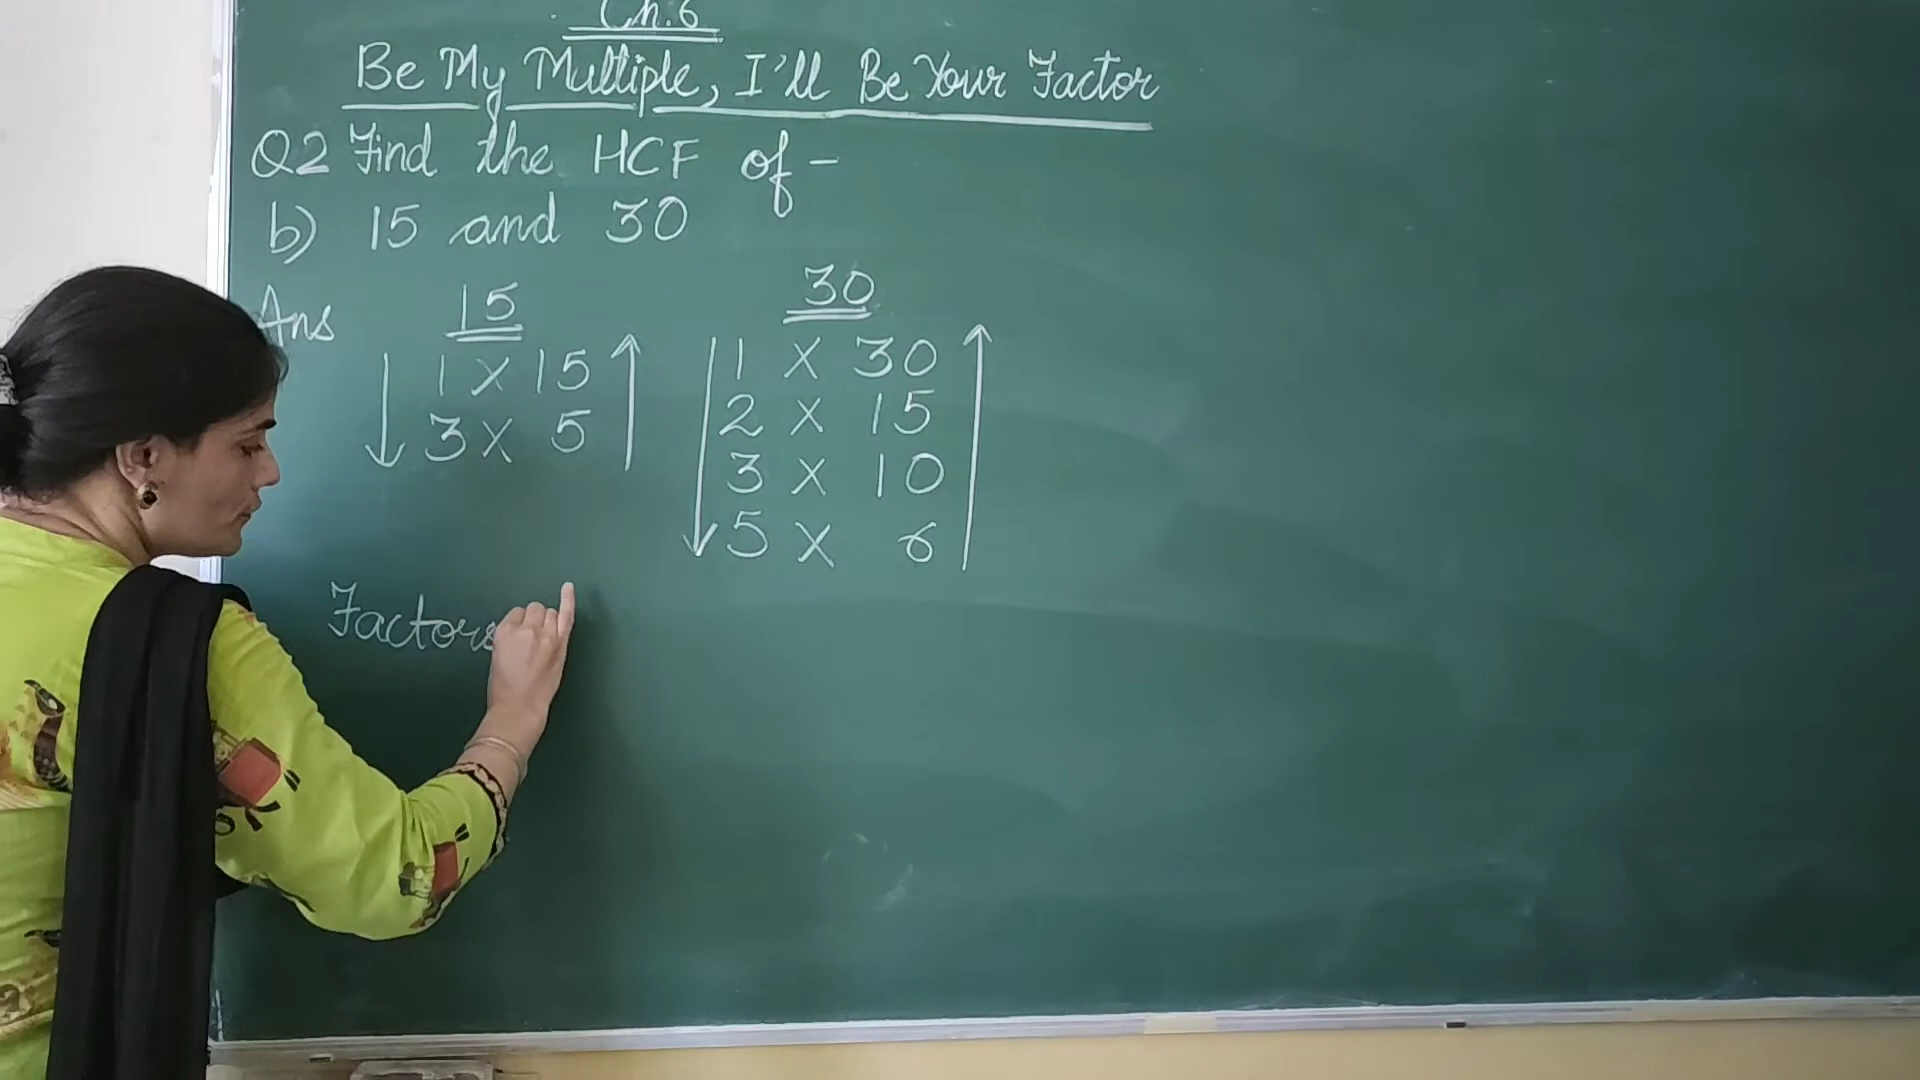 Ch.6
Be My Multiple, I'll Be Your Factor
Q2 Find the HCF of -
b) 15 and 30
Ans
15
↓ 1 X 15 ↑
3 X 5
30
↓ 1 X 30 ↑
2 X 15
3 X 10
5 X 6
Factors